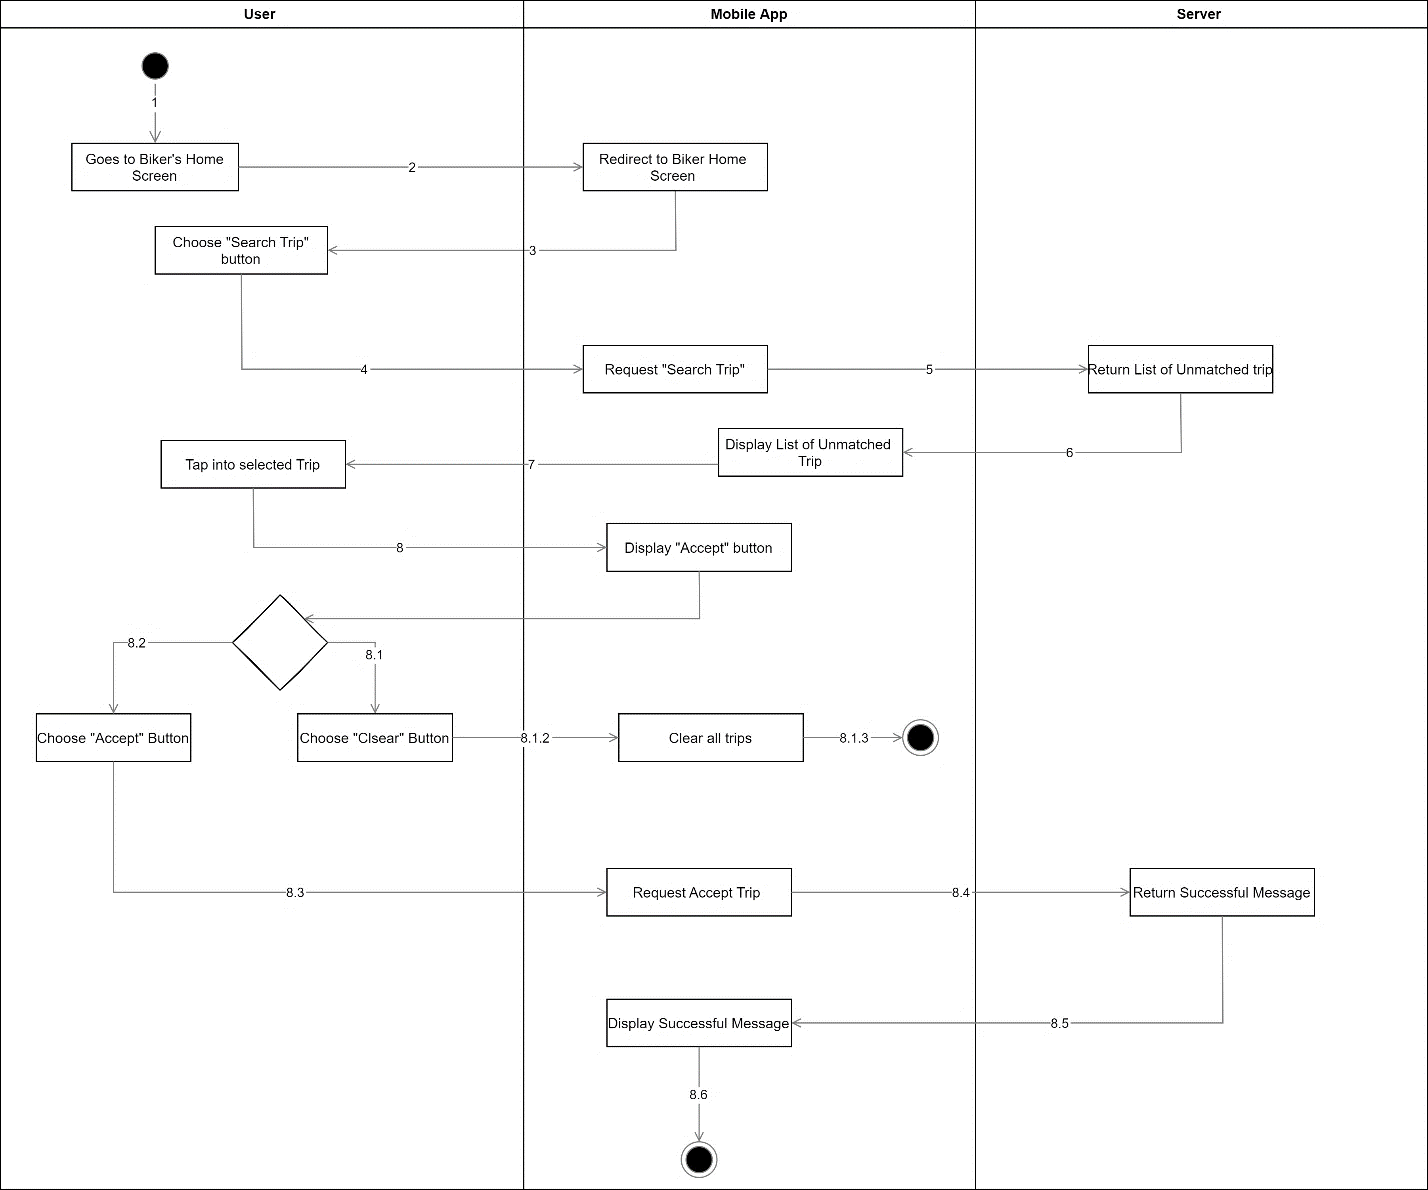 User
Mobile App
Server
1
Goes to Biker's Home
Screen
2
Redirect to Biker Home
Screen
Choose "Search Trip"
button
3
4
Request "Search Trip"
5
Return List of Unmatched trip
Display List of Unmatched
Trip
6
Tap into selected Trip
7
8
Display "Accept" button
8.2
8.1
Choose "Accept" Button
Choose "Clsear" Button
8.1.2
Clear all trips
8.1.3
8.3
Request Accept Trip
8.4
Return Successful Message
Display Successful Message
8.5
8.6